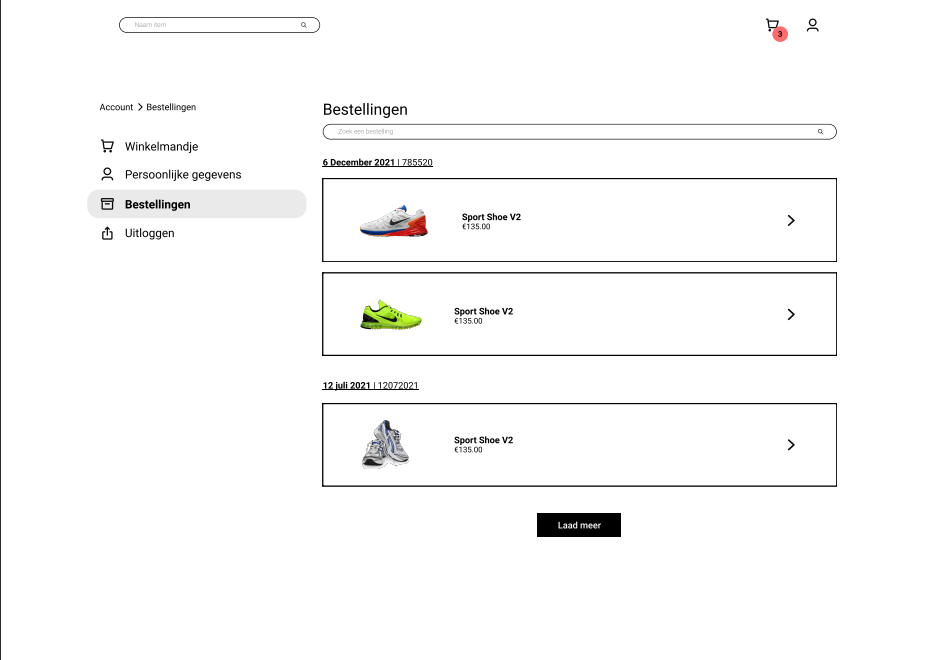 Naam item
3
Account > Bestellingen
Winkelmandje
Persoonlijke gegevens
Bestellingen
Uitloggen
Bestellingen
Zoek een bestelling
6 December 2021 | 785520
Sport Shoe V2
€135.00
Sport Shoe V2
€135.00
12 juli 2021 | 12072021
Sport Shoe V2
€135.00
Laad meer